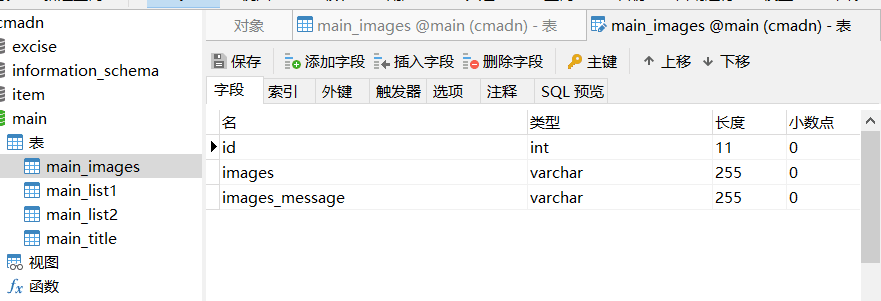 cmadn
excise
information_schema
item
main
表
main_images
main_list1
main_list2
main_title
视图
函数
对象
main_images @main (cmadn) - 表
main_images @main (cmadn) - 表
保存 添加字段 插入字段 删除字段 主键 上移 下移
字段 索引 外键 触发器 选项 注释 SQL 预览
名 类型 长度 小数点
id int 11 0
images varchar 255 0
images_message varchar 255 0